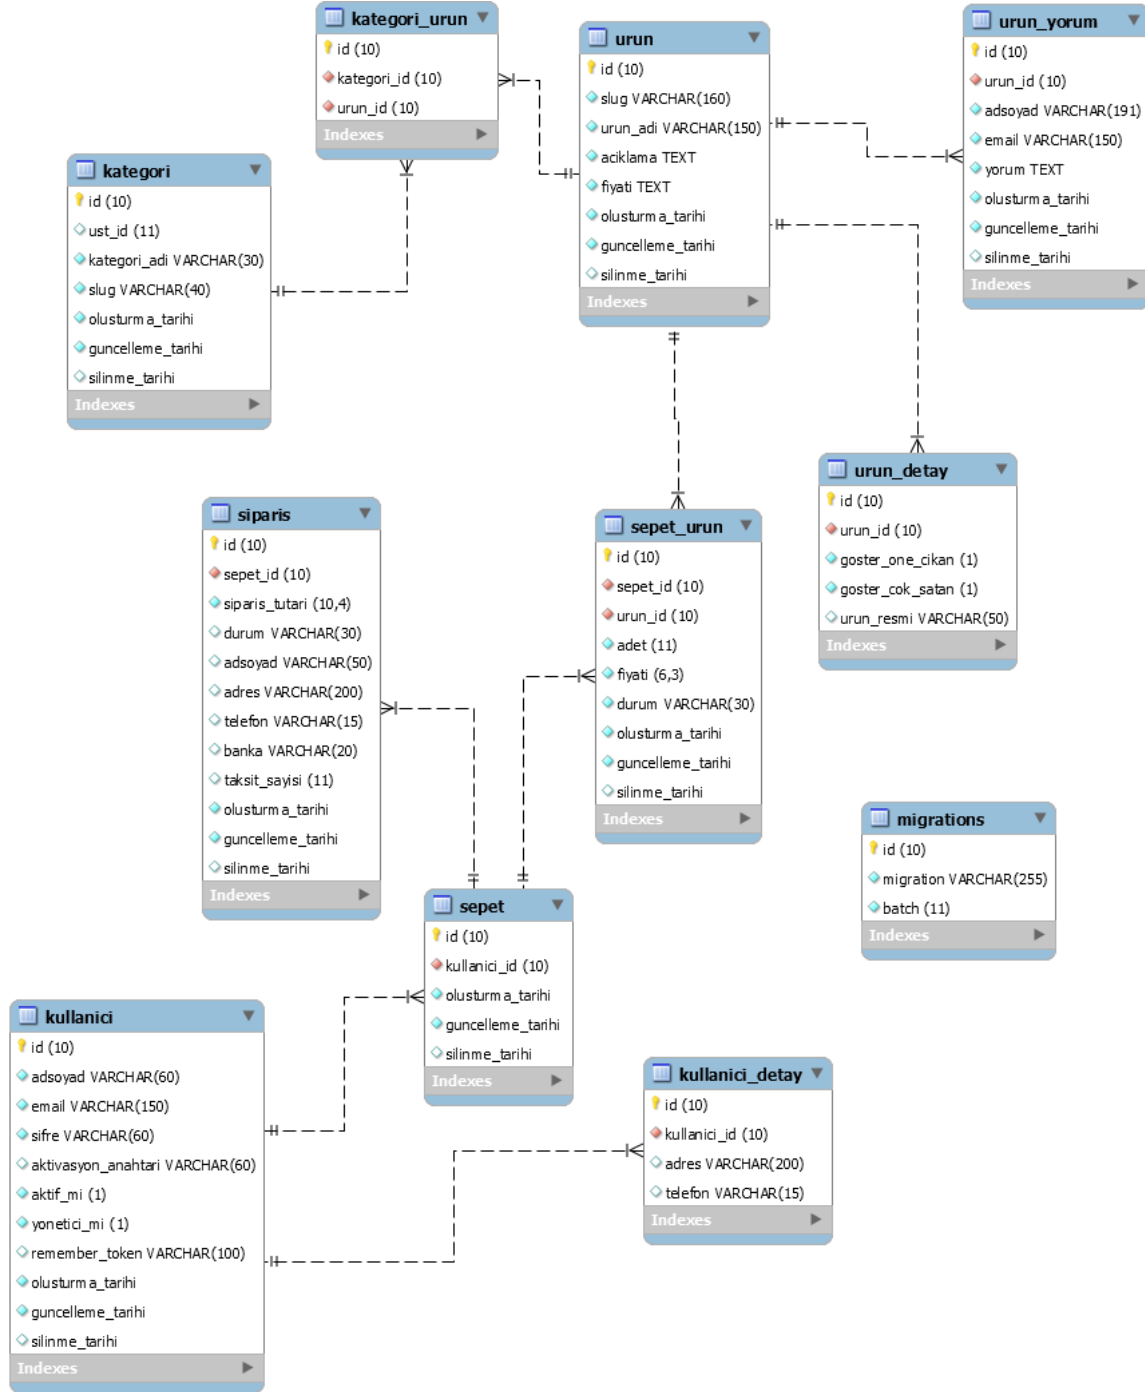 kategori_urun
id (10)
kategori_id (10)
urun_id (10)
Indexes
urun
id (10)
slug VARCHAR(160)
urun_adi VARCHAR(150)
aciklama TEXT
fiyati TEXT
olusturma_tarihi
guncelleme_tarihi
silinme_tarihi
Indexes
urun_yorum
id (10)
urun_id (10)
adsoyad VARCHAR(191)
email VARCHAR(150)
yorum TEXT
olusturma_tarihi
guncelleme_tarihi
silinme_tarihi
Indexes
kategori
id (10)
ust_id (11)
kategori_adi VARCHAR(30)
slug VARCHAR(40)
olusturma_tarihi
guncelleme_tarihi
silinme_tarihi
Indexes
urun_detay
id (10)
urun_id (10)
goster_one_cikan (1)
goster_cok_satan (1)
urun_resmi VARCHAR(50)
Indexes
siparis
id (10)
sepet_id (10)
siparis_tutari (10,4)
durum VARCHAR(30)
adsoyad VARCHAR(50)
adres VARCHAR(200)
telefon VARCHAR(15)
banka VARCHAR(20)
taksit_sayisi (11)
olusturma_tarihi
guncelleme_tarihi
silinme_tarihi
Indexes
sepet_urun
id (10)
sepet_id (10)
urun_id (10)
adet (11)
fiyati (6,3)
durum VARCHAR(30)
olusturma_tarihi
guncelleme_tarihi
silinme_tarihi
Indexes
migrations
id (10)
migration VARCHAR(255)
batch (11)
Indexes
sepet
id (10)
kullanici_id (10)
olusturma_tarihi
guncelleme_tarihi
silinme_tarihi
Indexes
kullanici
id (10)
adsoyad VARCHAR(60)
email VARCHAR(150)
sifre VARCHAR(60)
aktivasyon_anahtari VARCHAR(60)
aktif_mi (1)
yonetici_mi (1)
remember_token VARCHAR(100)
olusturma_tarihi
guncelleme_tarihi
silinme_tarihi
Indexes
kullanici_detay
id (10)
kullanici_id (10)
adres VARCHAR(200)
telefon VARCHAR(15)
Indexes